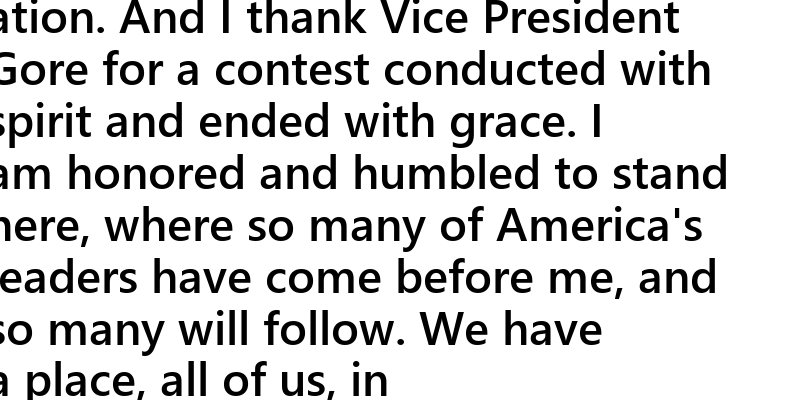 ation. And I thank Vice President
Gore for a contest conducted with
spirit and ended with grace. I
am honored and humbled to stand
here, where so many of America's
leaders have come before me, and
so many will follow. We have
a place, all of us, in